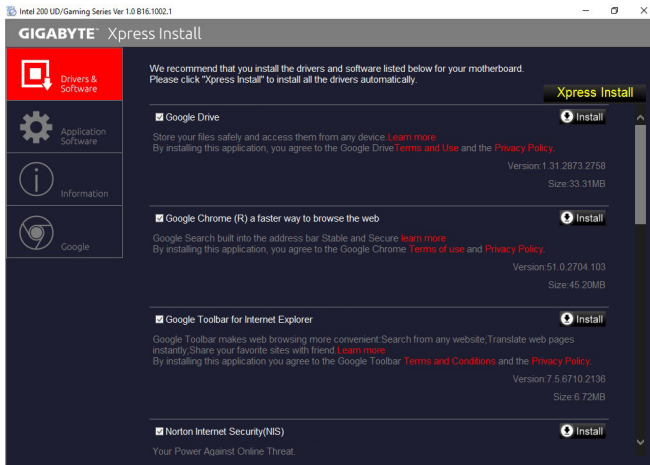 Intel 200 UD/Gaming Series Ver 1.0 B16.1002.1
GIGABYTE™ Xpress Install
Drivers &
Software
Application
Software
Information
Google
We recommend that you install the drivers and software listed below for your motherboard.
Please click "Xpress Install" to install all the drivers automatically.
Xpress Install
Google Drive
Install
Store your files safely and access them from any device.Learn more
By installing this application, you agree to the Google DriveTerms and Use and the Privacy Policy.
Version:1.31.2873.2758
Size:33.31MB
Google Chrome (R) a faster way to browse the web
Install
Google Search built into the address bar Stable and Secure learn more
By installing this application, you agree to the Google Chrome Terms of use and Privacy Policy.
Version:51.0.2704.103
Size:45.20MB
Google Toolbar for Internet Explorer
Install
Google Toolbar makes web browsing more convenient:Search from any website;Translate web pages
instantly;Share your favorite sites with friend.Learn more
By installing this application you agree to the Google Toolbar Terms and Conditions and the Privacy Policy.
Version:7.5.6710.2136
Size:6.72MB
Norton Internet Security(NIS)
Install
Your Power Against Online Threat.